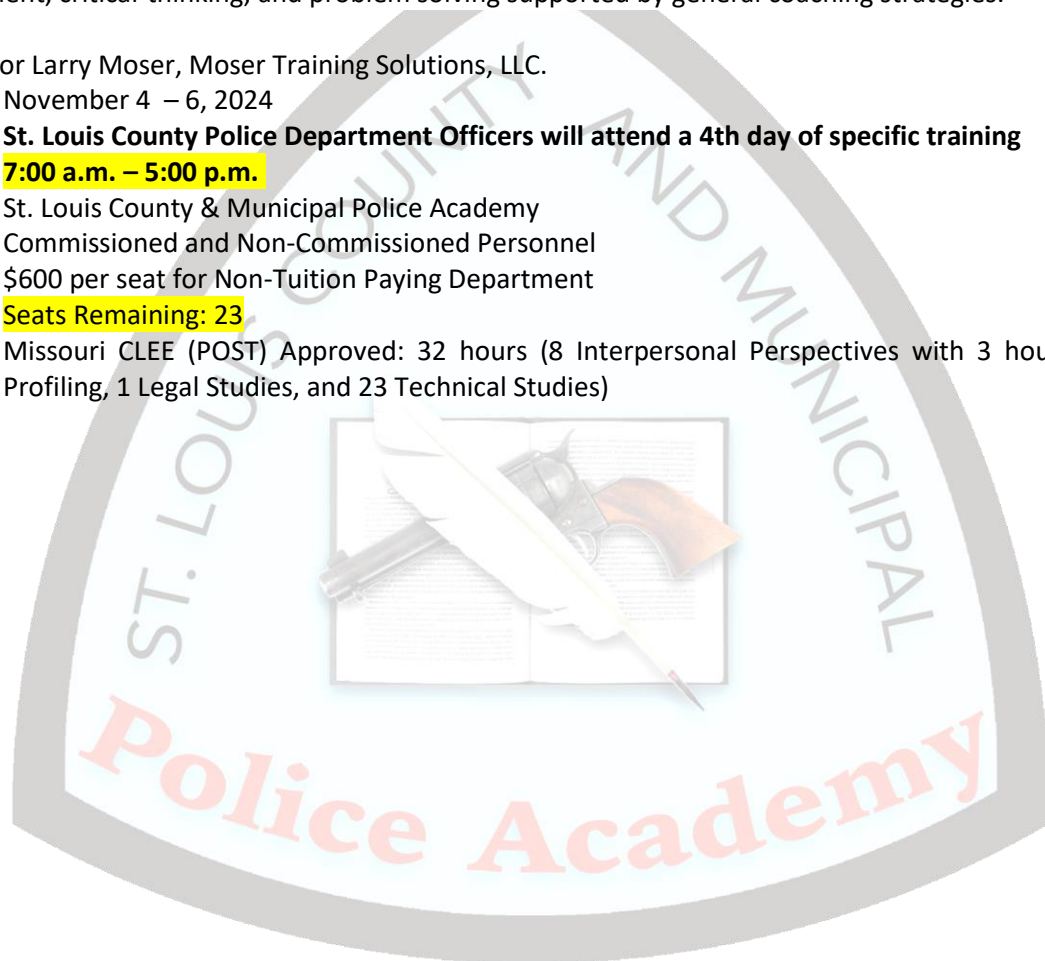 ent, critical thinking, and problem solving supported by general coaching strategies.
or Larry Moser, Moser Training Solutions, LLC.
November 4 – 6, 2024
St. Louis County Police Department Officers will attend a 4th day of specific training
7:00 a.m. – 5:00 p.m.
St. Louis County & Municipal Police Academy
Commissioned and Non-Commissioned Personnel
$600 per seat for Non-Tuition Paying Department
Seats Remaining: 23
Missouri CLEE (POST) Approved: 32 hours (8 Interpersonal Perspectives with 3 hou
Profiling, 1 Legal Studies, and 23 Technical Studies)
ST. LOUIS COUNTY AND MUNICIPAL
Police Academy